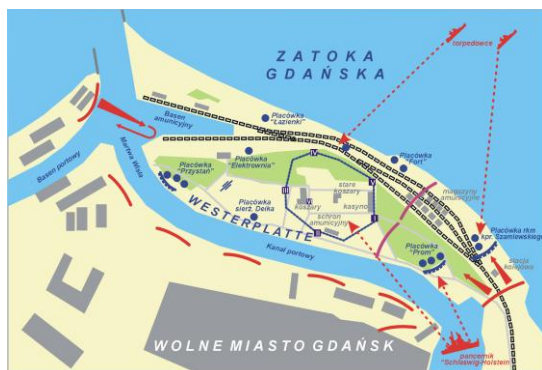 ZATOKA
GDAŃSKA
torpedowce
Placówka
"Łazienki"
Basen
amunicyjny
Placówka
"Fort"
Martwa Wisła
Basen portowy
Placówka
"Elektrownia"
Placówka
"Przystań"
IV
V
stare
koszary
magazyny
amunicyjne
III
koszary
VI
kasyno
I
Placówka
sierż. Deika
schron
amunicyjny
II
WESTERPLATTE
Placówka rkm
kpr. Szamlewskiego
Placówka
"Prom"
stacja
kolejowa
Kanał portowy
WOLNE MIASTO GDAŃSK
pancernik
"Schleswig-Holstein"